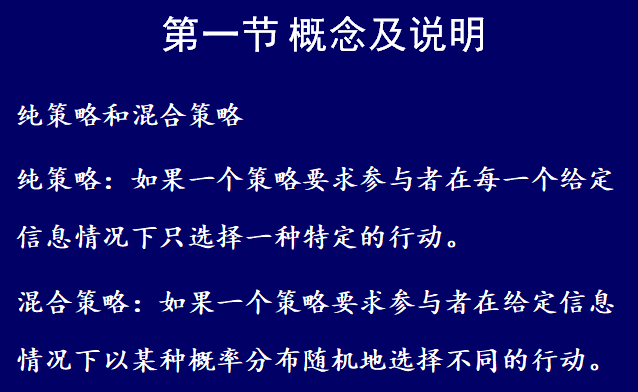 第一节 概念及说明
纯策略和混合策略
纯策略：如果一个策略要求参与者在每一个给定
信息情况下只选择一种特定的行动。
混合策略：如果一个策略要求参与者在给定信息
情况下以某种概率分布随机地选择不同的行动。